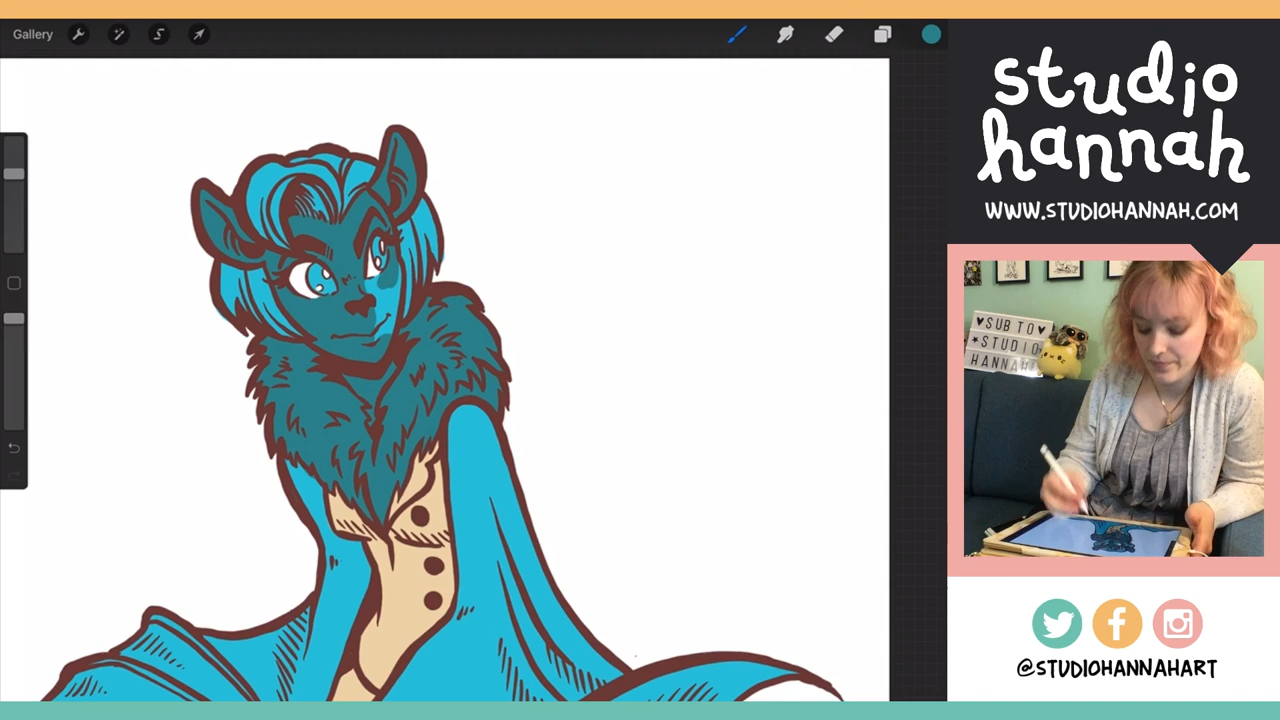 Gallery
studio
hannah
WWW.STUDIOHANNAH.COM
♥SUB TO♥
★STUDIO
HANNAH
@STUDIOHANNAHART